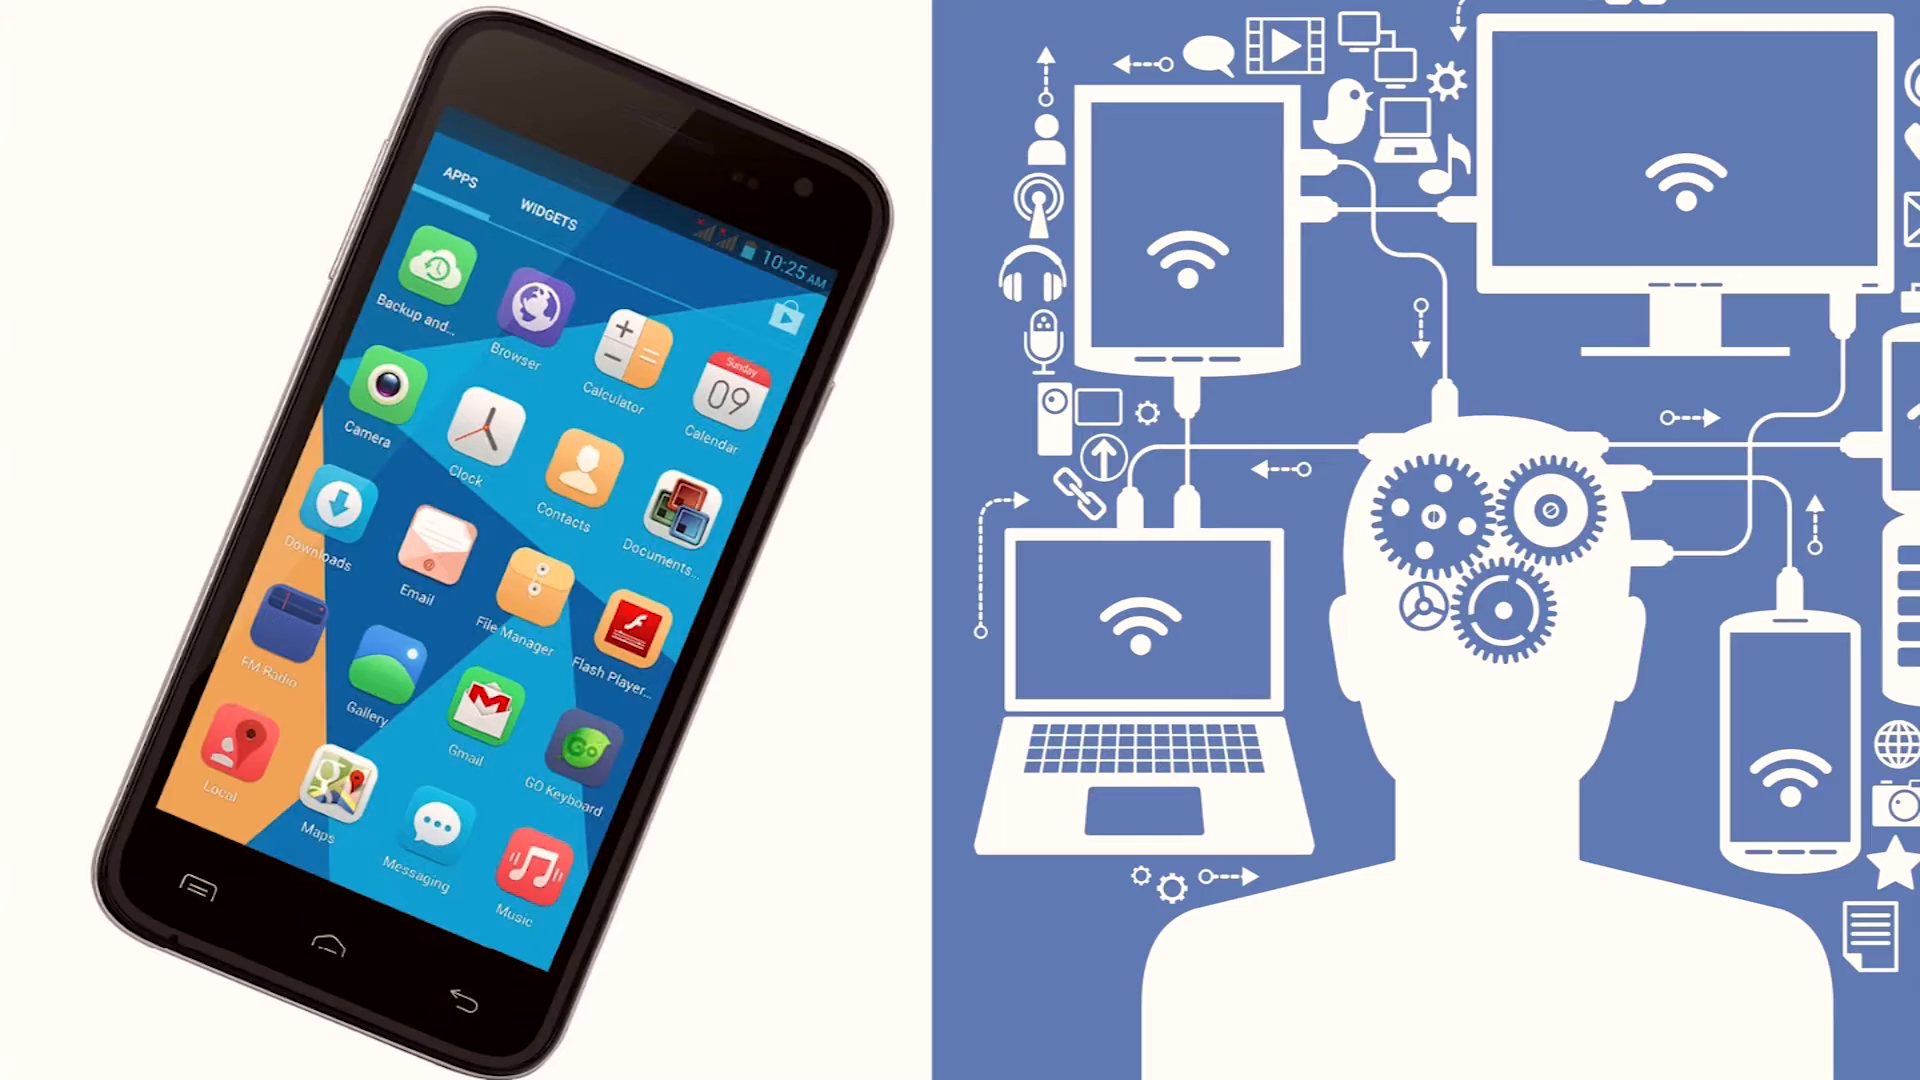 APPS
WIDGETS
10:25 AM
Backup and...
Browser
Calculator
Sunday
09
Calendar
Camera
Clock
Contacts
Documents...
Downloads
Email
File Manager
Flash Player...
FM Radio
Gallery
Gmail
GO
GO Keyboard
Local
Maps
Messaging
Music